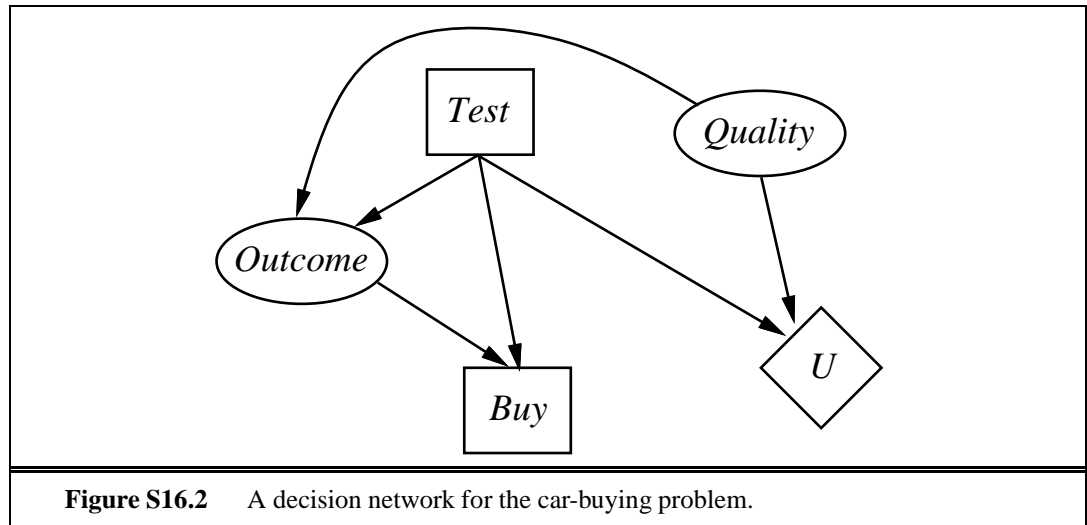 Test
Quality
Outcome
U
Buy
Figure S16.2 A decision network for the car-buying problem.